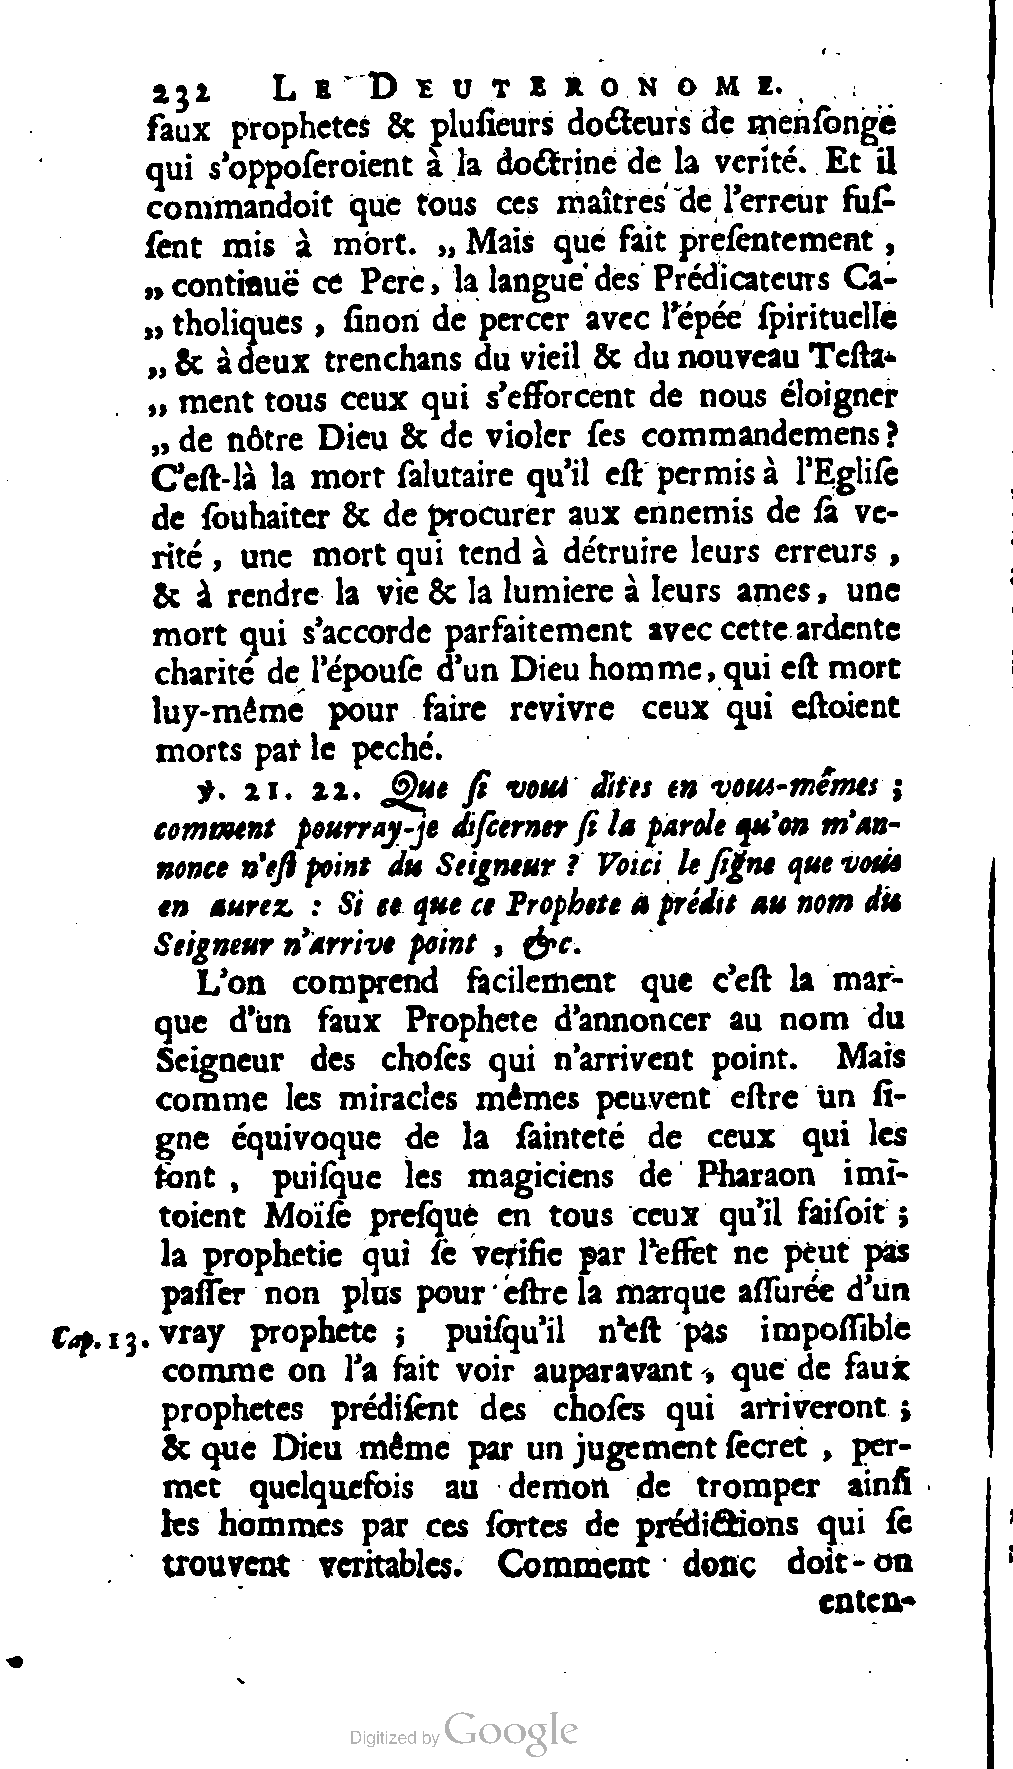 232 LE DEUTERONOME.
faux prophetes & pluſieurs docteurs de menſonge
qui s'oppoſeroient à la doctrine de la verité. Et il
commandoit que tous ces maîtres de l'erreur fuſ-
ſent mis à mort. „ Mais que fait preſentement,
„ continuë ce Pere, la langue des Prédicateurs Ca-
„ tholiques, ſinon de percer avec l'épée ſpirituelle
„ & à deux trenchans du vieil & du nouveau Teſta-
„ ment tous ceux qui s'efforcent de nous éloigner
„ de nôtre Dieu & de violer ſes commandemens?
C'eſt-là la mort ſalutaire qu'il eſt permis à l'Egliſe
de ſouhaiter & de procurer aux ennemis de ſa ve-
rité, une mort qui tend à détruire leurs erreurs,
& à rendre la vie & la lumiere à leurs ames, une
mort qui s'accorde parfaitement avec cette ardente
charité de l'épouſe d'un Dieu homme, qui eſt mort
luy-même pour faire revivre ceux qui eſtoient
morts par le peché.
℣. 21. 22. Que ſi vous dites en vous-mêmes;
comment pourray-je diſcerner ſi la parole qu'on m'an-
nonce n'eſt point du Seigneur? Voici le ſigne que vous
en aurez : Si ce que ce Prophete a prédit au nom du
Seigneur n'arrive point, &c.
L'on comprend facilement que c'eſt la mar-
que d'un faux Prophete d'annoncer au nom du
Seigneur des choſes qui n'arrivent point. Mais
comme les miracles mêmes peuvent eſtre un ſi-
gne équivoque de la ſainteté de ceux qui les
font, puiſque les magiciens de Pharaon imi-
toient Moïſe preſque en tous ceux qu'il faiſoit;
la prophetie qui ſe verifie par l'effet ne peut pas
paſſer non plus pour eſtre la marque aſſurée d'un
Cap. 13. vray prophete; puiſqu'il n'eſt pas impoſſible
comme on l'a fait voir auparavant, que de faux
prophetes prédiſent des choſes qui arriveront;
& que Dieu même par un jugement ſecret, per-
met quelquefois au demon de tromper ainſi
les hommes par ces ſortes de prédictions qui ſe
trouvent veritables. Comment donc doit-on
enten-
Digitized by Google